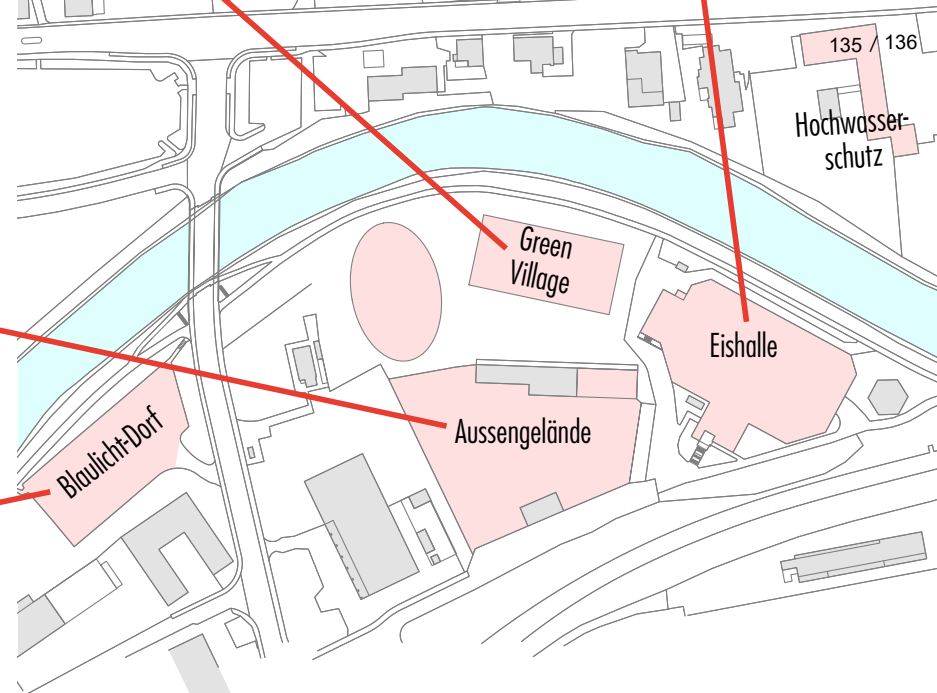 135 / 136
Hochwasser-
schutz
Green
Village
Eishalle
Aussengelände
Blaulicht-Dorf